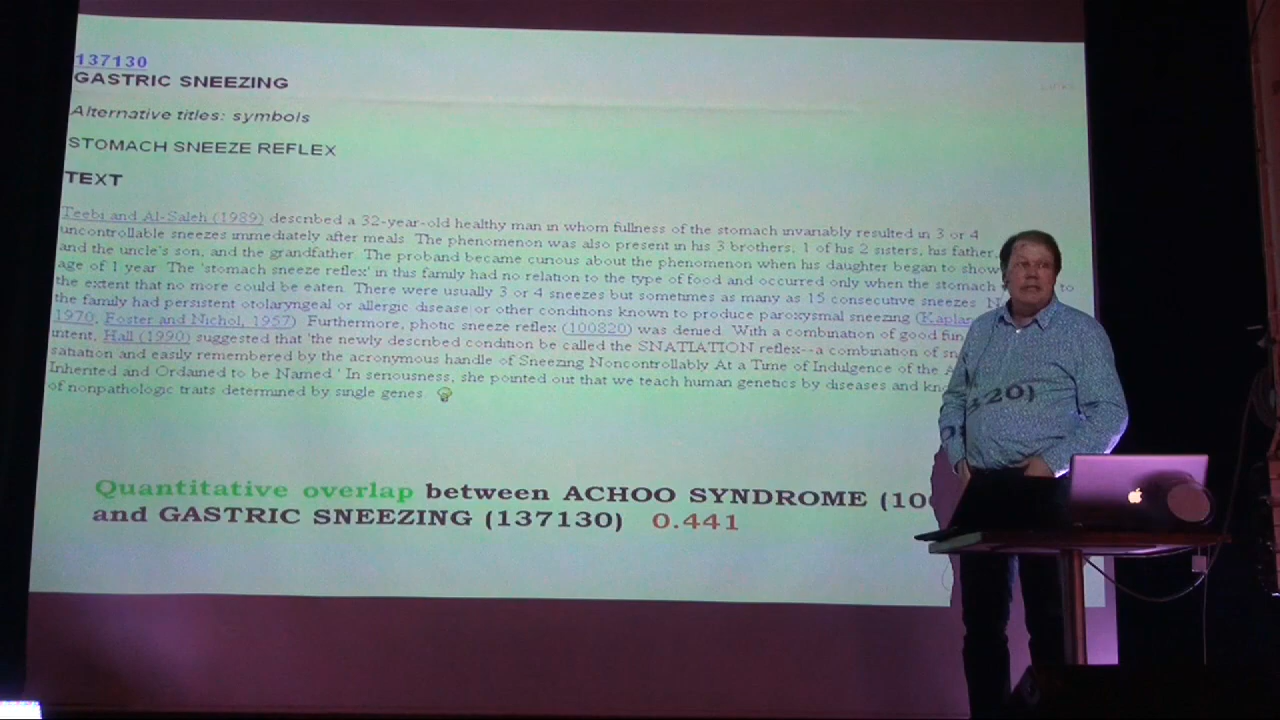 137130
GASTRIC SNEEZING
Alternative titles: symbols
STOMACH SNEEZE REFLEX
TEXT
Teebi and Al-Saleh (1989) described a 32-year-old healthy man in whom fullness of the stomach invariably resulted in 3 or 4
uncontrollable sneezes immediately after meals. The phenomenon was also present in his 3 brothers, 1 of his 2 sisters, his father,
and the uncle's son, and the grandfather. The proband became curious about the phenomenon when his daughter began to show
age of 1 year. The 'stomach sneeze reflex' in this family had no relation to the type of food and occurred only when the stomach to
the extent that no more could be eaten. There were usually 3 or 4 sneezes but sometimes as many as 15 consecutive sneezes.
the family had persistent otolaryngeal or allergic disease or other conditions known to produce paroxysmal sneezing (Kaplan
1970, Foster and Nichol, 1957). Furthermore, photic sneeze reflex (100820) was denied. With a combination of good fun
intent, Hall (1990) suggested that 'the newly described condition be called the SNATIATION reflex--a combination of
satiation and easily remembered by the acronymous handle of Sneezing Noncontrollably At a Time of Indulgence of the
Inherited and Ordained to be Named.' In seriousness, she pointed out that we teach human genetics by diseases and
of nonpathologic traits determined by single genes.
Quantitative overlap between ACHOO SYNDROME (10
and GASTRIC SNEEZING (137130) 0.441